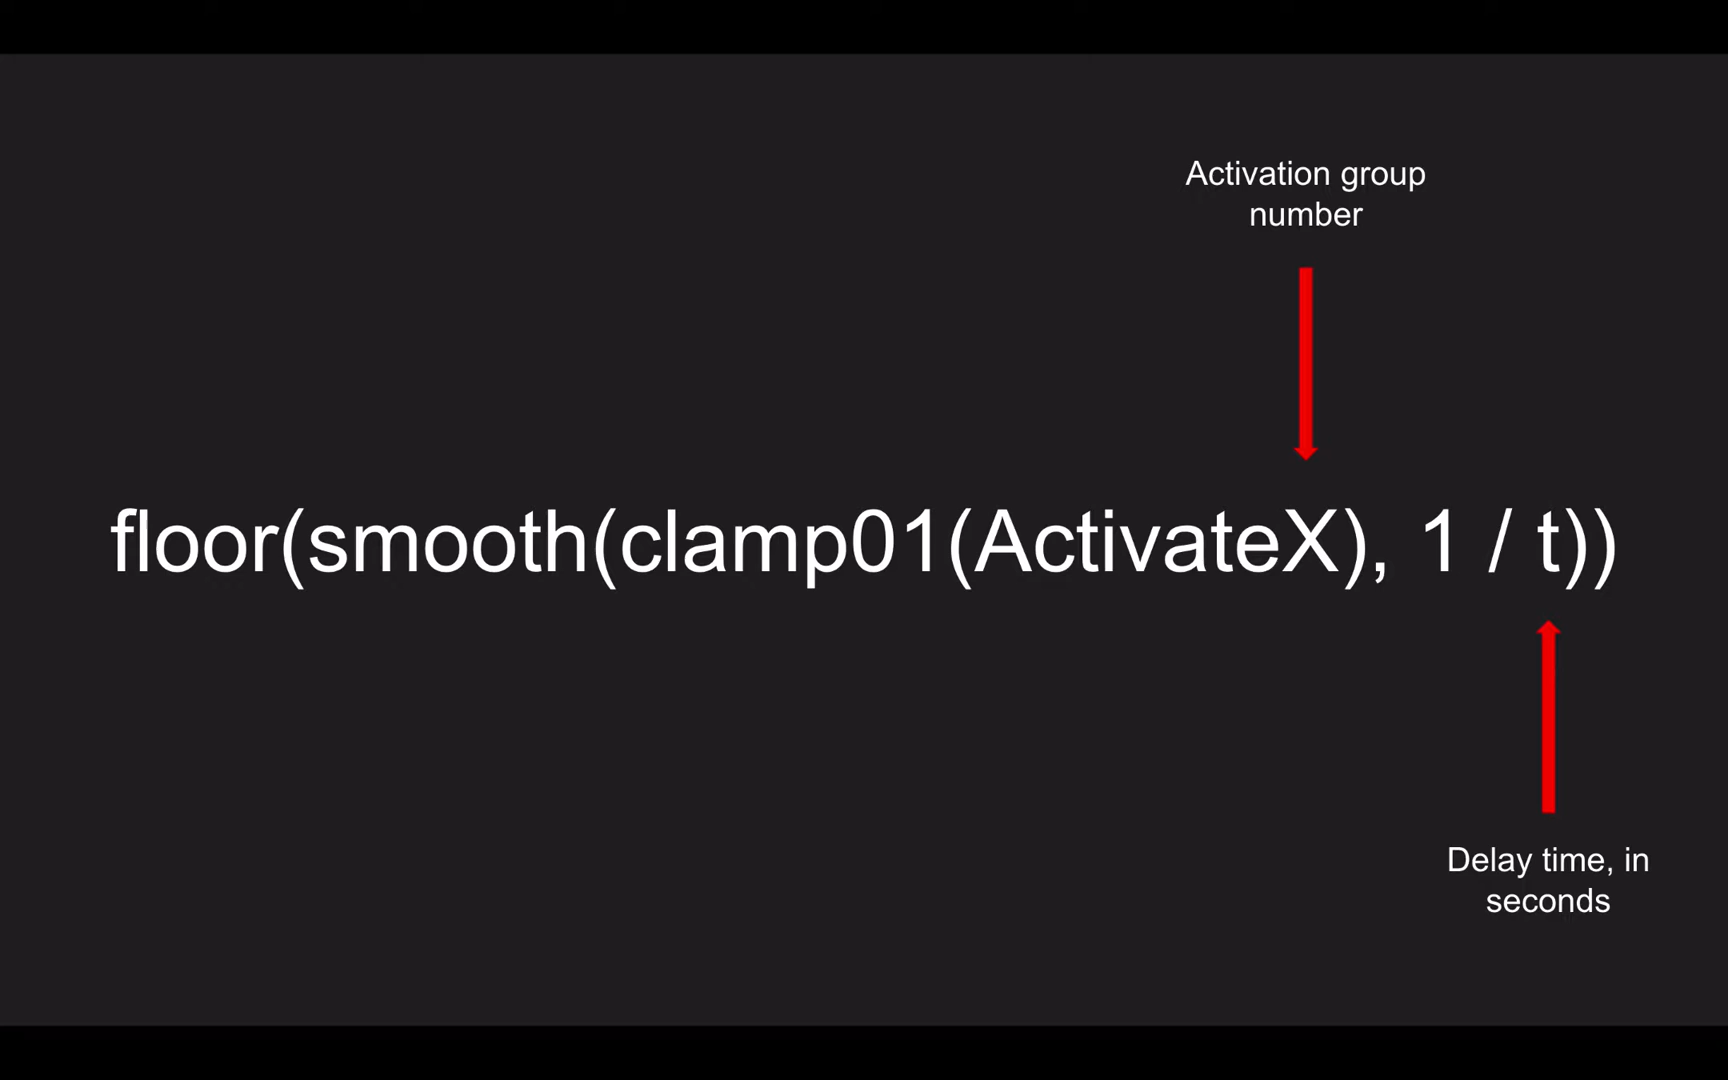 Activation group
number
floor(smooth(clamp01(ActivateX), 1 / t))
Delay time, in
seconds